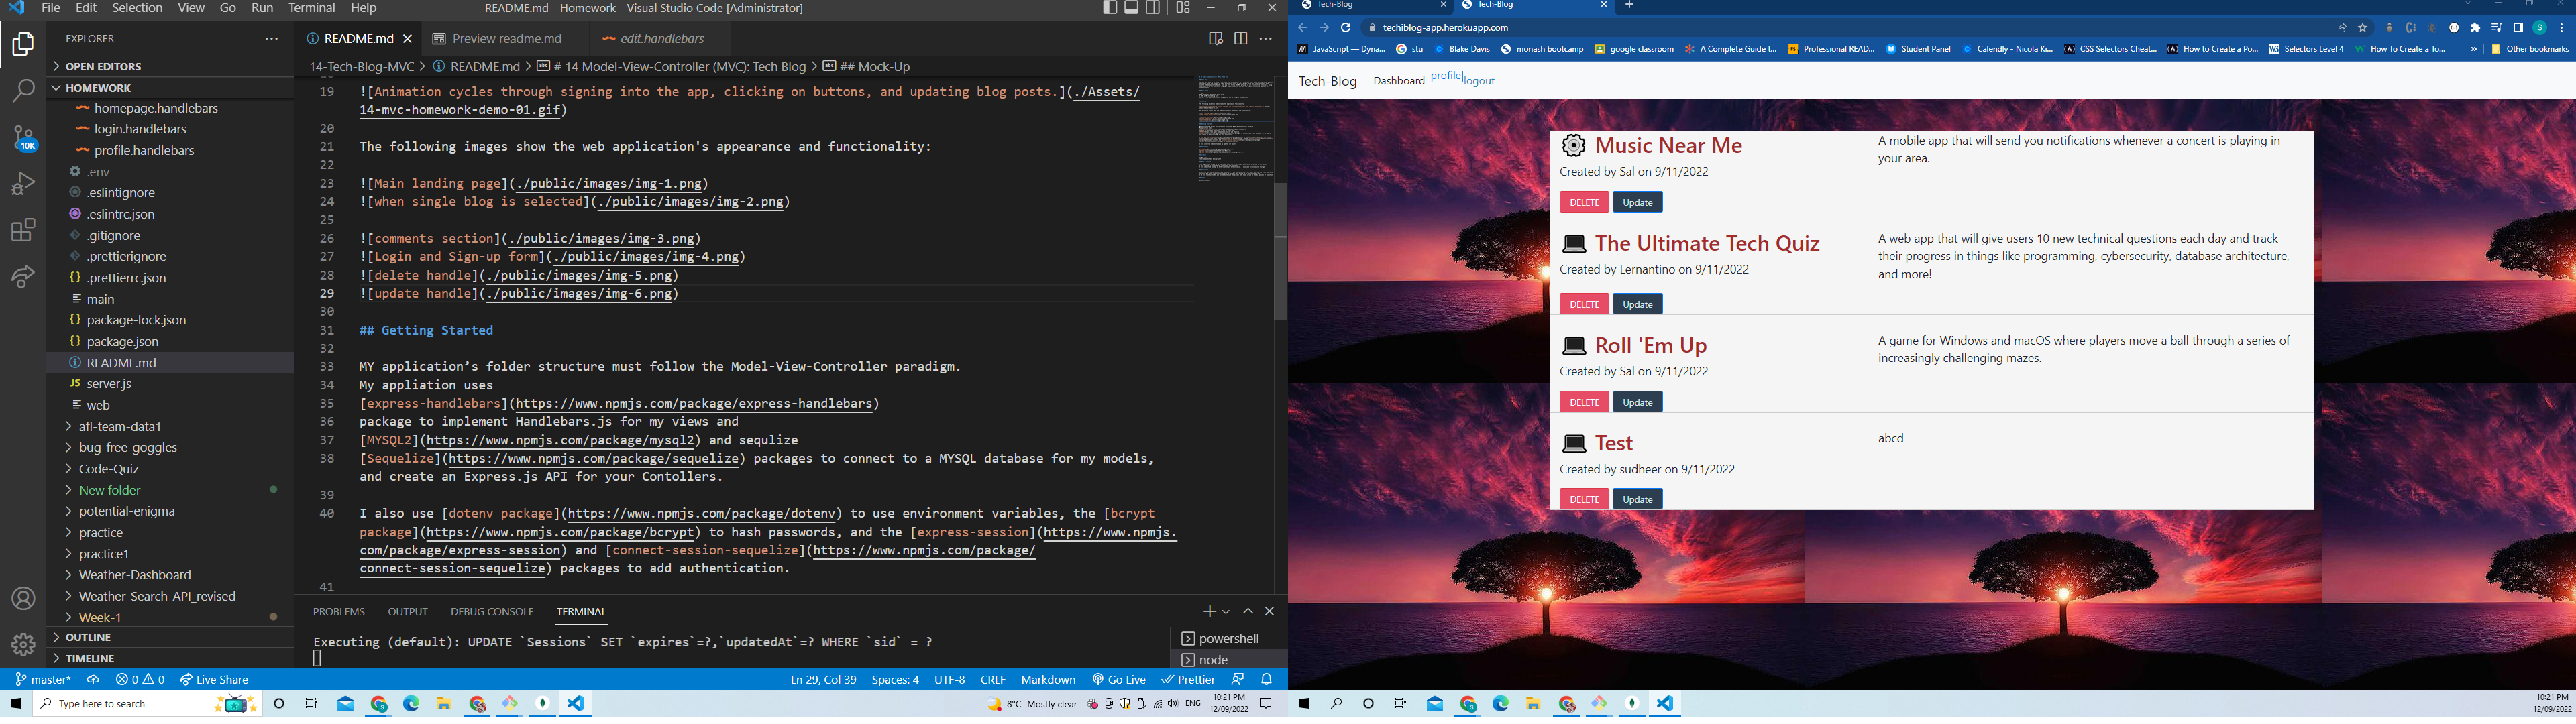 File Edit Selection View Go Run Terminal Help
README.md - Homework - Visual Studio Code [Administrator]
EXPLORER
OPEN EDITORS
HOMEWORK
homepage.handlebars
login.handlebars
profile.handlebars
.env
.eslintignore
.eslintrc.json
.gitignore
.prettierignore
.prettierrc.json
main
package-lock.json
package.json
README.md
JS server.js
web
afl-team-data1
bug-free-goggles
Code-Quiz
New folder
potential-enigma
practice
practice1
Weather-Dashboard
Weather-Search-API_revised
Week-1
OUTLINE
TIMELINE
10K
README.md
Preview readme.md
edit.handlebars
14-Tech-Blog-MVC > README.md > # 14 Model-View-Controller (MVC): Tech Blog > ## Mock-Up
19 ![Animation cycles through signing into the app, clicking on buttons, and updating blog posts.](./Assets/
14-mvc-homework-demo-01.gif)
20
21 The following images show the web application's appearance and functionality:
22
23 ![Main landing page](./public/images/img-1.png)
24 ![when single blog is selected](./public/images/img-2.png)
25
26 ![comments section](./public/images/img-3.png)
27 ![Login and Sign-up form](./public/images/img-4.png)
28 ![delete handle](./public/images/img-5.png)
29 ![update handle](./public/images/img-6.png)
30
31 ## Getting Started
32
33 MY application’s folder structure must follow the Model-View-Controller paradigm.
34 My appliation uses
35 [express-handlebars](https://www.npmjs.com/package/express-handlebars)
36 package to implement Handlebars.js for my views and
37 [MYSQL2](https://www.npmjs.com/package/mysql2) and sequlize
38 [Sequelize](https://www.npmjs.com/package/sequelize) packages to connect to a MYSQL database for my models,
and create an Express.js API for your Contollers.
39
40 I also use [dotenv package](https://www.npmjs.com/package/dotenv) to use environment variables, the [bcrypt
package](https://www.npmjs.com/package/bcrypt) to hash passwords, and the [express-session](https://www.npmjs.
com/package/express-session) and [connect-session-sequelize](https://www.npmjs.com/package/
connect-session-sequelize) packages to add authentication.
41
PROBLEMS OUTPUT DEBUG CONSOLE TERMINAL
Executing (default): UPDATE `Sessions` SET `expires`=?,`updatedAt`=? WHERE `sid` = ?
powershell
node
master* 0 0 Live Share
Ln 29, Col 39 Spaces: 4 UTF-8 CRLF Markdown Go Live Prettier
Type here to search
8°C Mostly clear
ENG
10:21 PM
12/09/2022
Tech-Blog
Tech-Blog
techiblog-app.herokuapp.com
JavaScript — Dyna...
stu
Blake Davis
monash bootcamp
google classroom
A Complete Guide t...
Professional READ...
Student Panel
Calendly - Nicola Ki...
CSS Selectors Cheat...
How to Create a Po...
Selectors Level 4
How To Create a To...
Other bookmarks
Tech-Blog Dashboard profile|logout
Music Near Me
A mobile app that will send you notifications whenever a concert is playing in
your area.
Created by Sal on 9/11/2022
DELETE Update
The Ultimate Tech Quiz
A web app that will give users 10 new technical questions each day and track
their progress in things like programming, cybersecurity, database architecture,
and more!
Created by Lernantino on 9/11/2022
DELETE Update
Roll 'Em Up
A game for Windows and macOS where players move a ball through a series of
increasingly challenging mazes.
Created by Sal on 9/11/2022
DELETE Update
Test
abcd
Created by sudheer on 9/11/2022
DELETE Update
10:21 PM
12/09/2022